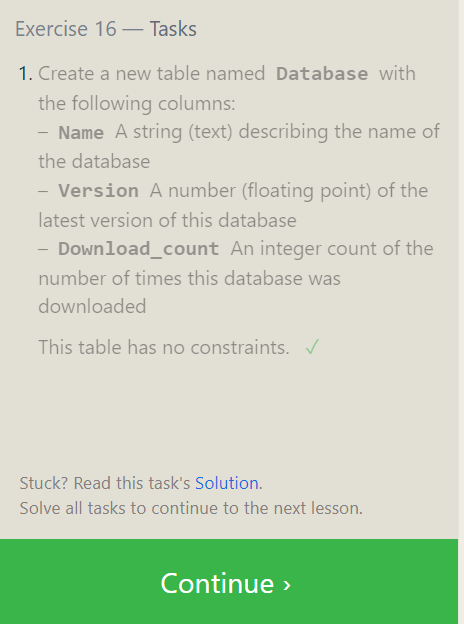 Exercise 16 — Tasks
1. Create a new table named Database with
the following columns:
– Name A string (text) describing the name of
the database
– Version A number (floating point) of the
latest version of this database
– Download_count An integer count of the
number of times this database was
downloaded
This table has no constraints. ✓
Stuck? Read this task's Solution.
Solve all tasks to continue to the next lesson.
Continue ›